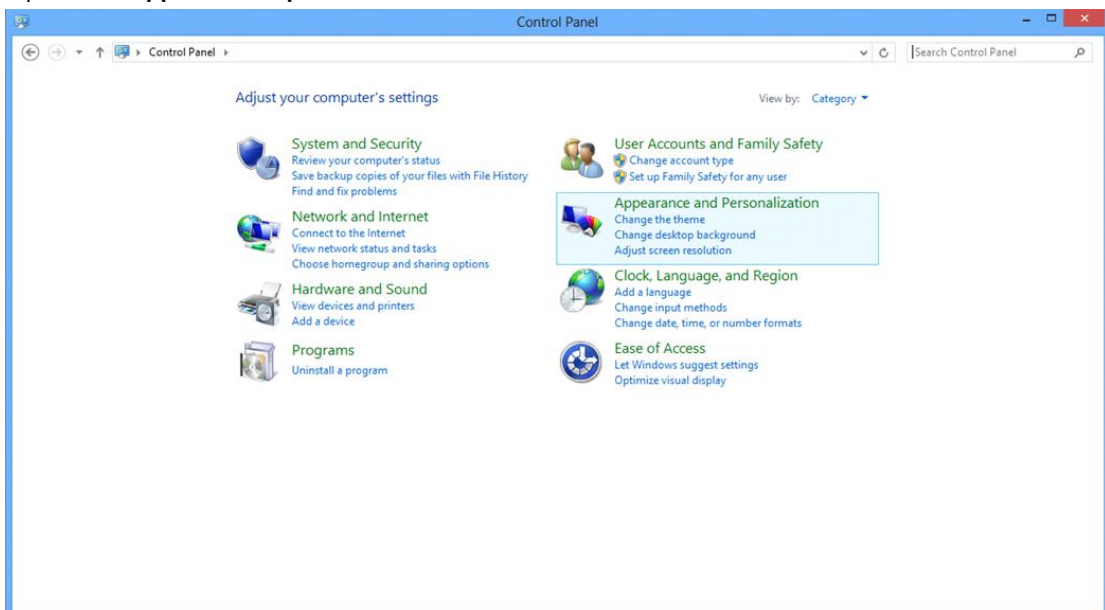 Control Panel
Control Panel
Search Control Panel
Adjust your computer's settings
View by: Category
System and Security
Review your computer's status
Save backup copies of your files with File History
Find and fix problems
Network and Internet
Connect to the Internet
View network status and tasks
Choose homegroup and sharing options
Hardware and Sound
View devices and printers
Add a device
Programs
Uninstall a program
User Accounts and Family Safety
Change account type
Set up Family Safety for any user
Appearance and Personalization
Change the theme
Change desktop background
Adjust screen resolution
Clock, Language, and Region
Add a language
Change input methods
Change date, time, or number formats
Ease of Access
Let Windows suggest settings
Optimize visual display